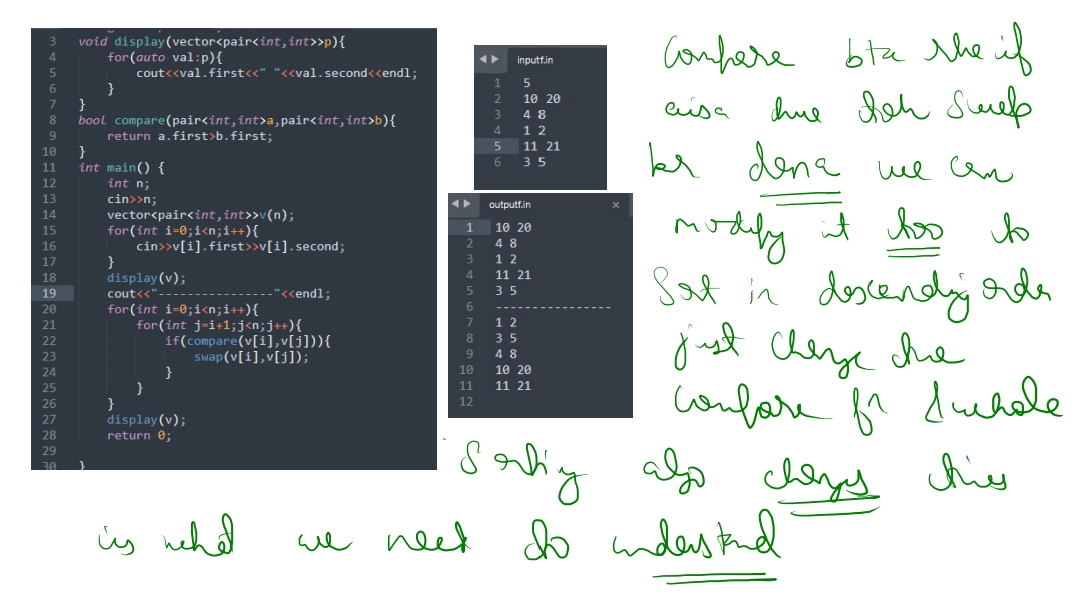 3 void display(vector<pair<int,int>>p){
4 for(auto val:p){
5 cout<<val.first<<" "<<val.second<<endl;
6 }
7 }
8 bool compare(pair<int,int>a,pair<int,int>b){
9 return a.first>b.first;
10 }
11 int main() {
12 int n;
13 cin>>n;
14 vector<pair<int,int>>v(n);
15 for(int i=0;i<n;i++){
16 cin>>v[i].first>>v[i].second;
17 }
18 display(v);
19 cout<<"----------------"<<endl;
20 for(int i=0;i<n;i++){
21 for(int j=i+1;j<n;j++){
22 if(compare(v[i],v[j])){
23 swap(v[i],v[j]);
24 }
25 }
26 }
27 display(v);
28 return 0;
29
30 }
inputf.in
1 5
2 10 20
3 4 8
4 1 2
5 11 21
6 3 5
outputf.in ×
1 10 20
2 4 8
3 1 2
4 11 21
5 3 5
6 ----------------
7 1 2
8 3 5
9 4 8
10 10 20
11 11 21
12
Compare bta if
aisa hue toh Swap
kr dena we can
modify it too to
Sort in descending order
just change the
compare fn & whole
Sorting also changes this
is what we need to understand